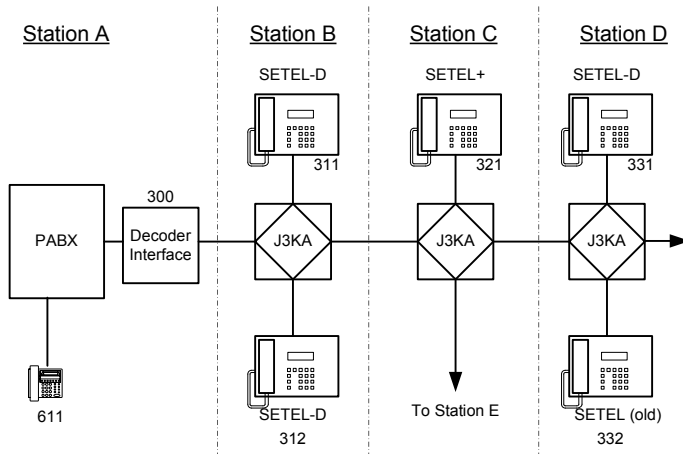 Station A
Station B
Station C
Station D
SETEL-D
SETEL+
SETEL-D
311
321
331
300
PABX
Decoder
Interface
J3KA
J3KA
J3KA
611
SETEL-D
312
To Station E
SETEL (old)
332